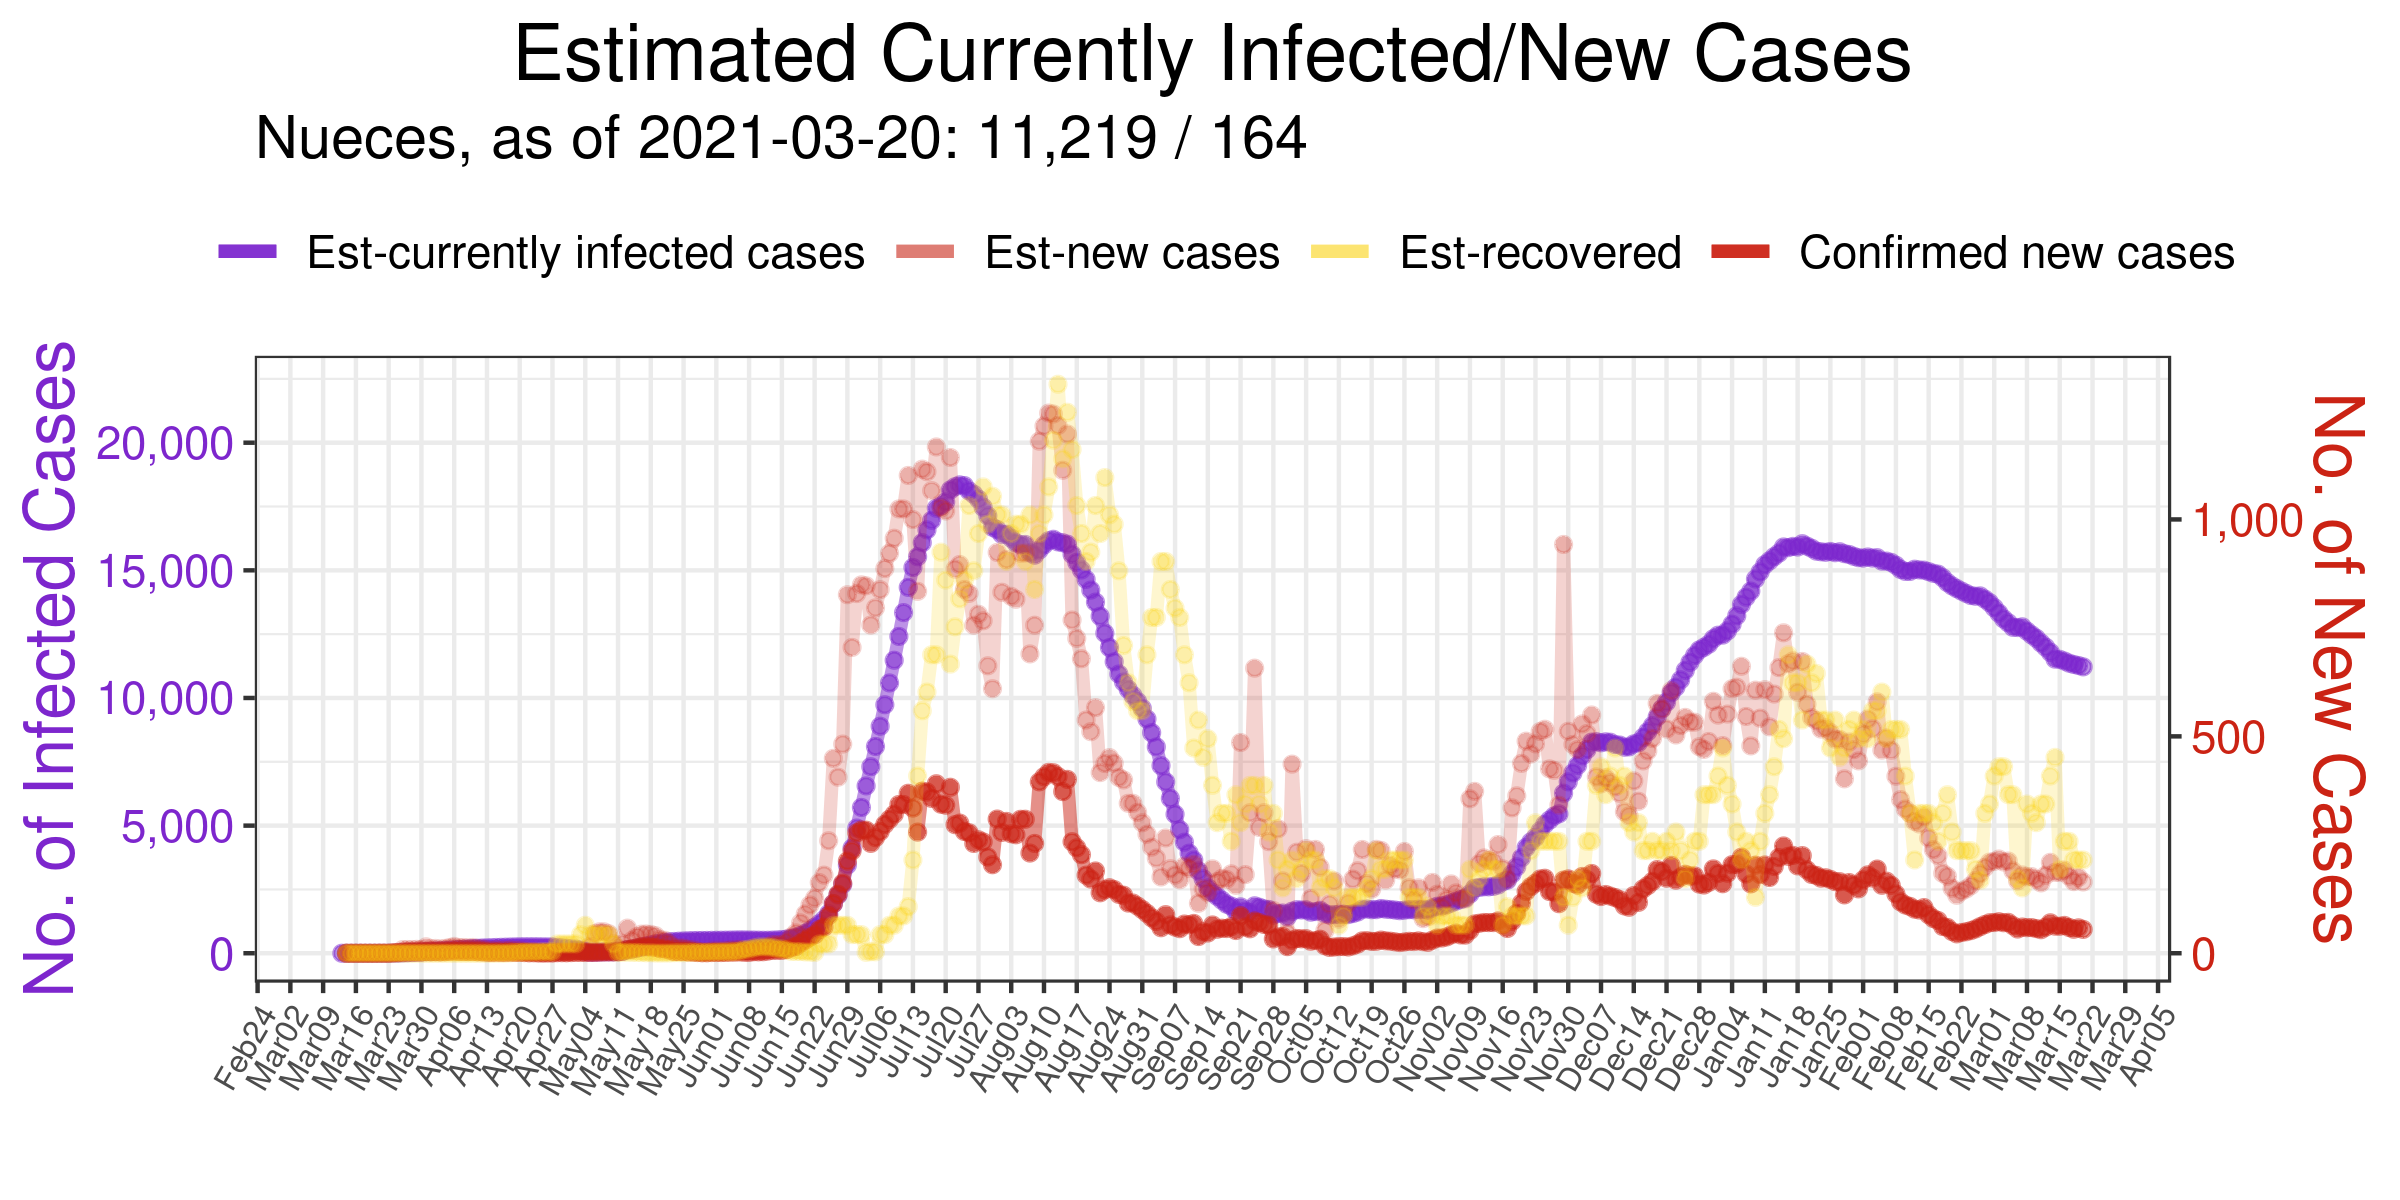 Estimated Currently Infected/New Cases
Nueces, as of 2021-03-20: 11,219 / 164
Est-currently infected cases Est-new cases Est-recovered Confirmed new cases
No. of Infected Cases
20,000
15,000
10,000
5,000
0
1,000
500
0
No. of New Cases
Feb24 Mar02 Mar09 Mar16 Mar23 Mar30 Apr06 Apr13 Apr20 Apr27 May04 May11 May18 May25 Jun01 Jun08 Jun15 Jun22 Jun29 Jul06 Jul13 Jul20 Jul27 Aug03 Aug10 Aug17 Aug24 Aug31 Sep07 Sep14 Sep21 Sep28 Oct05 Oct12 Oct19 Oct26 Nov02 Nov09 Nov16 Nov23 Nov30 Dec07 Dec14 Dec21 Dec28 Jan04 Jan11 Jan18 Jan25 Feb01 Feb08 Feb15 Feb22 Mar01 Mar08 Mar15 Mar22 Mar29 Apr05